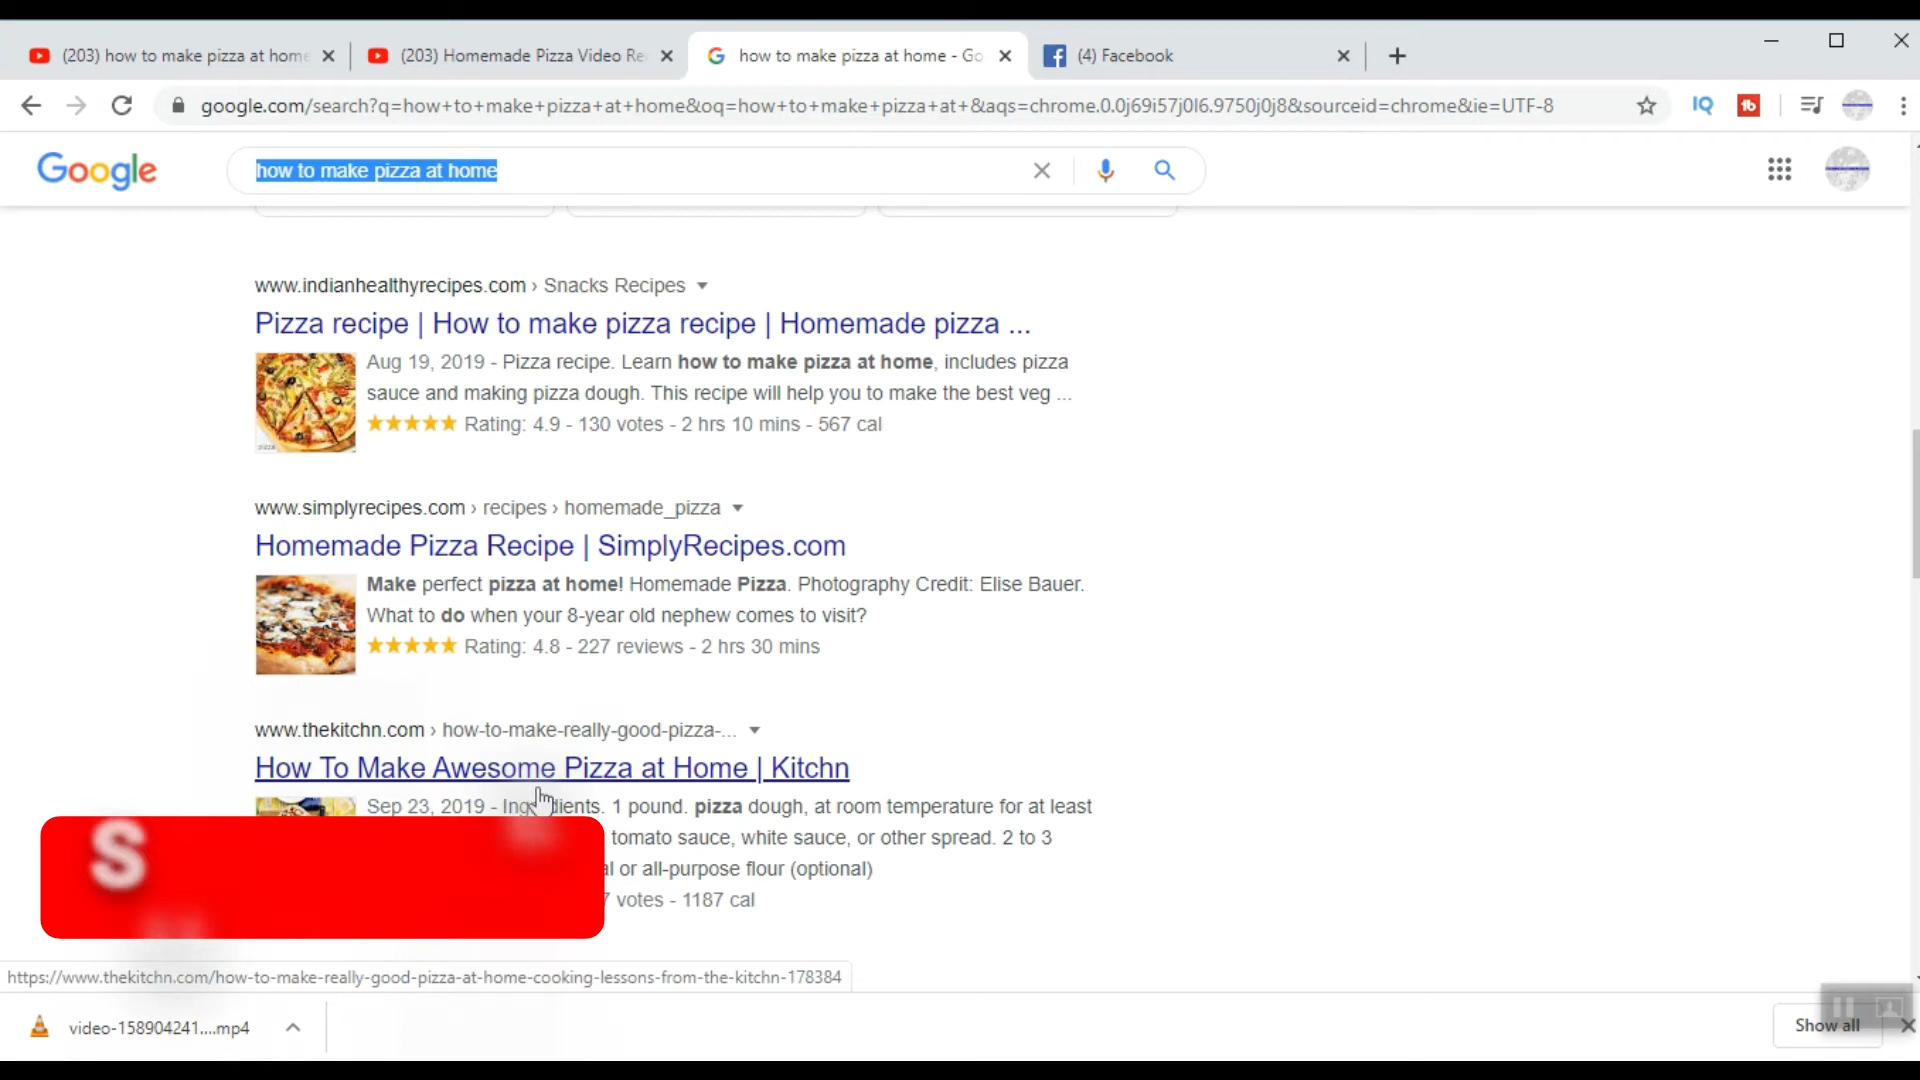 (203) how to make pizza at home
(203) Homemade Pizza Video Re
how to make pizza at home - Go
(4) Facebook
google.com/search?q=how+to+make+pizza+at+home&oq=how+to+make+pizza+at+&aqs=chrome.0.0j69i57j0l6.9750j0j8&sourceid=chrome&ie=UTF-8
IQ
tb
Google
how to make pizza at home
www.indianhealthyrecipes.com › Snacks Recipes
Pizza recipe | How to make pizza recipe | Homemade pizza ...
Aug 19, 2019 - Pizza recipe. Learn how to make pizza at home, includes pizza
sauce and making pizza dough. This recipe will help you to make the best veg ...
Rating: 4.9 - 130 votes - 2 hrs 10 mins - 567 cal
www.simplyrecipes.com › recipes › homemade_pizza
Homemade Pizza Recipe | SimplyRecipes.com
Make perfect pizza at home! Homemade Pizza. Photography Credit: Elise Bauer.
What to do when your 8-year old nephew comes to visit?
Rating: 4.8 - 227 reviews - 2 hrs 30 mins
www.thekitchn.com › how-to-make-really-good-pizza-...
How To Make Awesome Pizza at Home | Kitchn
Sep 23, 2019 - Ingredients. 1 pound. pizza dough, at room temperature for at least
tomato sauce, white sauce, or other spread. 2 to 3
or all-purpose flour (optional)
votes - 1187 cal
S
https://www.thekitchn.com/how-to-make-really-good-pizza-at-home-cooking-lessons-from-the-kitchn-178384
video-158904241....mp4
Show all